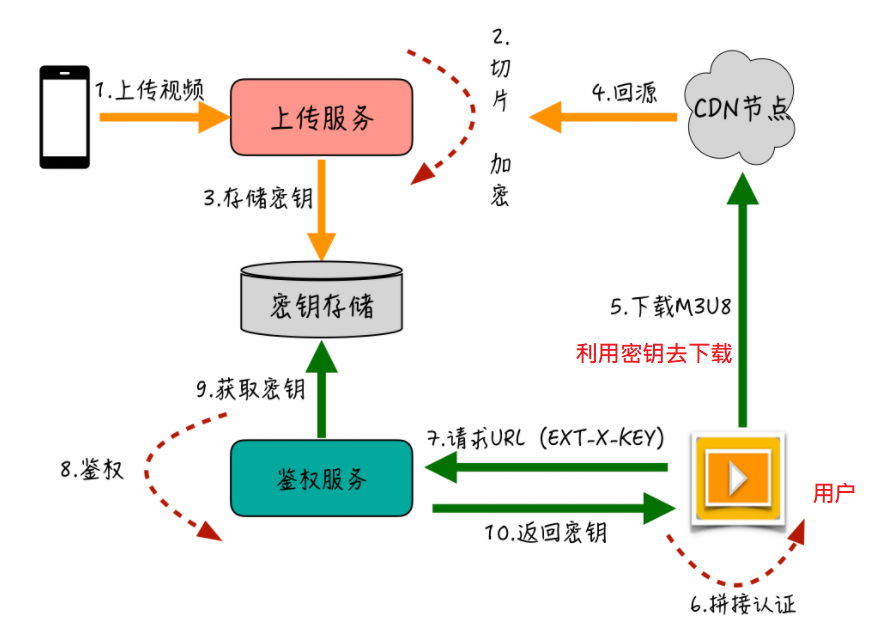 1.上传视频
上传服务
2.
切
片
加
密
4.回源
CDN节点
3.存储密钥
密钥存储
5.下载M3U8
利用密钥去下载
9.获取密钥
7.请求URL（EXT_X_KEY)
8.鉴权
鉴权服务
用户
10.返回密钥
6.拼接认证